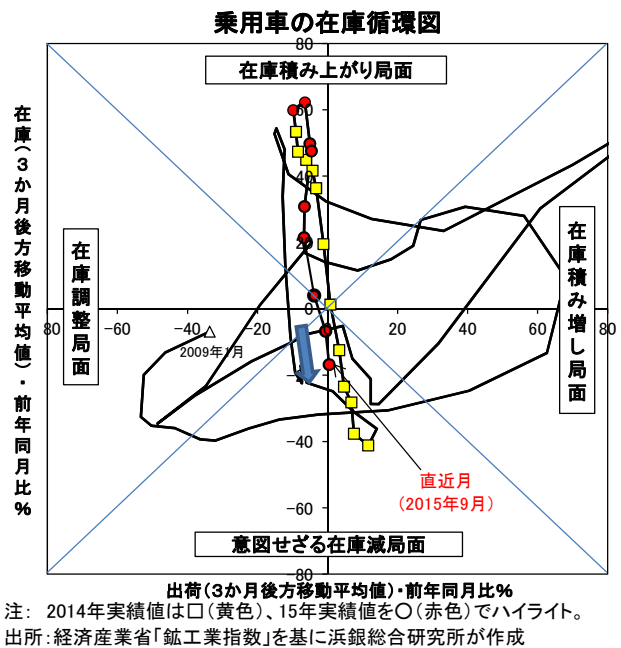 乗用車の在庫循環図
在庫(３か月後方移動平均値)・前年同月比％
80
在庫積み上がり局面
60
40
20
0
−20
−40
−60
−80
−80
−60
−40
−20
0
20
40
60
80
在庫調整局面
在庫積み増し局面
2009年1月
直近月
(2015年9月)
意図せざる在庫減局面
出荷(３か月後方移動平均値)・前年同月比％
注： 2014年実績値は□(黄色)、15年実績値を○(赤色)でハイライト。
出所：経済産業省「鉱工業指数」を基に浜銀総合研究所が作成